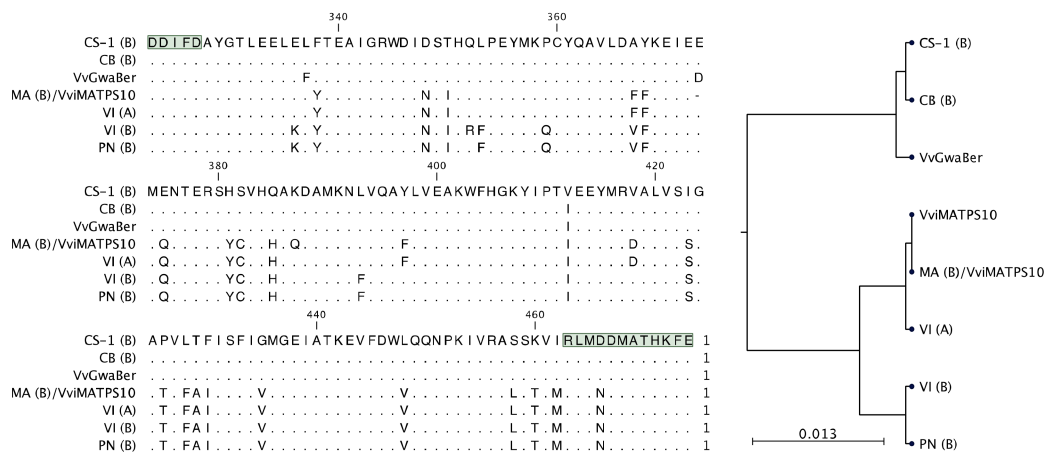 340 360
CS-1 (B) DDIFDAYGTLEELELFTEAIGRWDIDSTHQLPEYMKPCYQAVLDAYKEIEE
CB (B) ...................................................
VvGwaBer ..............F...................................D
MA (B)/VviMATPS10 ...............Y.........N.I................FF....-
VI (A) ...............Y.........N.I................FF.....
VI (B) .............K.Y.........N.I.RF.....Q.......VF.....
PN (B) .............K.Y.........N.I..F.....Q.......VF.....
380 400 420
CS-1 (B) MENTERSHSVHQAKDAMKNLVQAYLVEAKWFHGKYIPTVEEYMRVALVSIG
CB (B) ......................................I............
VvGwaBer ......................................I............
MA (B)/VviMATPS10 .Q.....YC..H.Q.........F..............I.....D....S.
VI (A) .Q.....YC..H...........F..............I.....D....S.
VI (B) .Q.....YC..H.......F..................I..........S.
PN (B) .Q.....YC..H.......F..................I..........S.
440 460
CS-1 (B) APVLTFISFIGMGEIATKEVFDWLQQNPKIVRASSKVIRLMDDMATHKFE 1
CB (B) .................................................. 1
VvGwaBer .................................................. 1
MA (B)/VviMATPS10 .T.FAI....V............V.........L.T.M...N........ 1
VI (A) .T.FAI....V............V.........L.T.M...N........ 1
VI (B) .T.FAI....V............V.........L.T.M...N........ 1
PN (B) .T.FAI....V............V.........L.T.M...N........ 1
CS-1 (B)
CB (B)
VvGwaBer
VviMATPS10
MA (B)/VviMATPS10
VI (A)
VI (B)
PN (B)
0.013